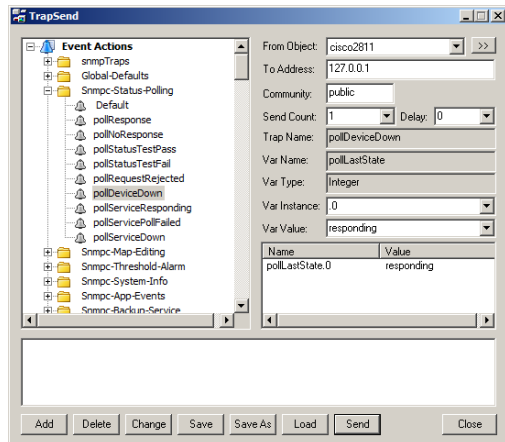 TrapSend
Event Actions
snmpTraps
Global-Defaults
Snmpc-Status-Polling
Default
pollResponse
pollNoResponse
pollStatusTestPass
pollStatusTestFail
pollRequestRejected
pollDeviceDown
pollServiceResponding
pollServicePollFailed
pollServiceDown
Snmpc-Map-Editing
Snmpc-Threshold-Alarm
Snmpc-System-Info
Snmpc-App-Events
Snmpc-Backup-Service
From Object: cisco2811 >>
To Address: 127.0.0.1
Community: public
Send Count: 1 Delay: 0
Trap Name: pollDeviceDown
Var Name: pollLastState
Var Type: Integer
Var Instance: .0
Var Value: responding
Name Value
pollLastState.0 responding
Add Delete Change Save Save As Load Send Close